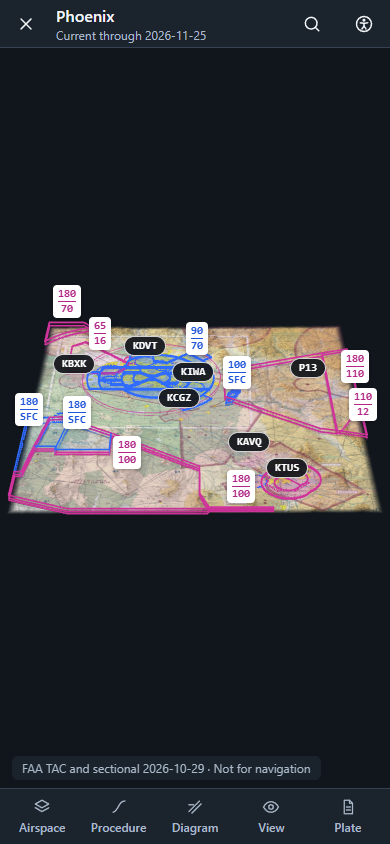 Phoenix
Current through 2026-11-25
180
70
65
16
90
70
KDVT
KBXK
KIWA
100
SFC
P13
180
110
KCGZ
180
SFC
180
SFC
110
12
180
100
KAVQ
KTUS
180
100
FAA TAC and sectional 2026-10-29 · Not for navigation
Airspace
Procedure
Diagram
View
Plate